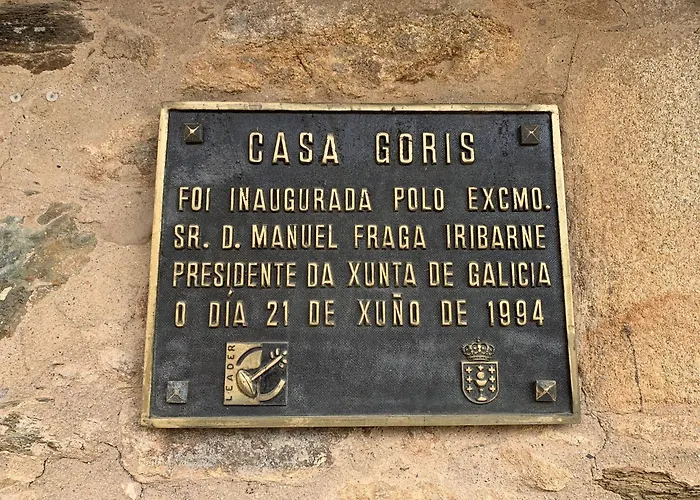 CASA GORIS
FOI INAUGURADA POLO EXCMO.
SR. D. MANUEL FRAGA IRIBARNE
PRESIDENTE DA XUNTA DE GALICIA
O DÍA 21 DE XUÑO DE 1994
LEADER